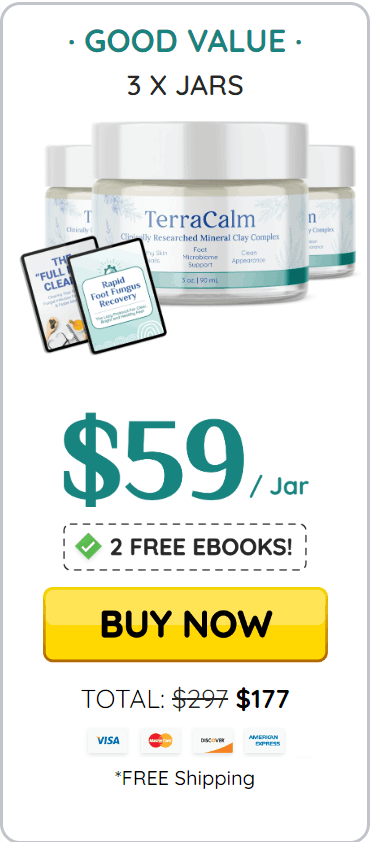 · GOOD VALUE ·
3 X JARS
TerraCalm
Clinically Researched Mineral Clay Complex
Foot
Microbiome
Support
Clean
Appearance
3 oz. | 90 mL
Rapid
Foot Fungus
Recovery
$59 / Jar
2 FREE EBOOKS!
BUY NOW
TOTAL: $297 $177
VISA
MasterCard
DISCOVER
AMERICAN
EXPRESS
*FREE Shipping